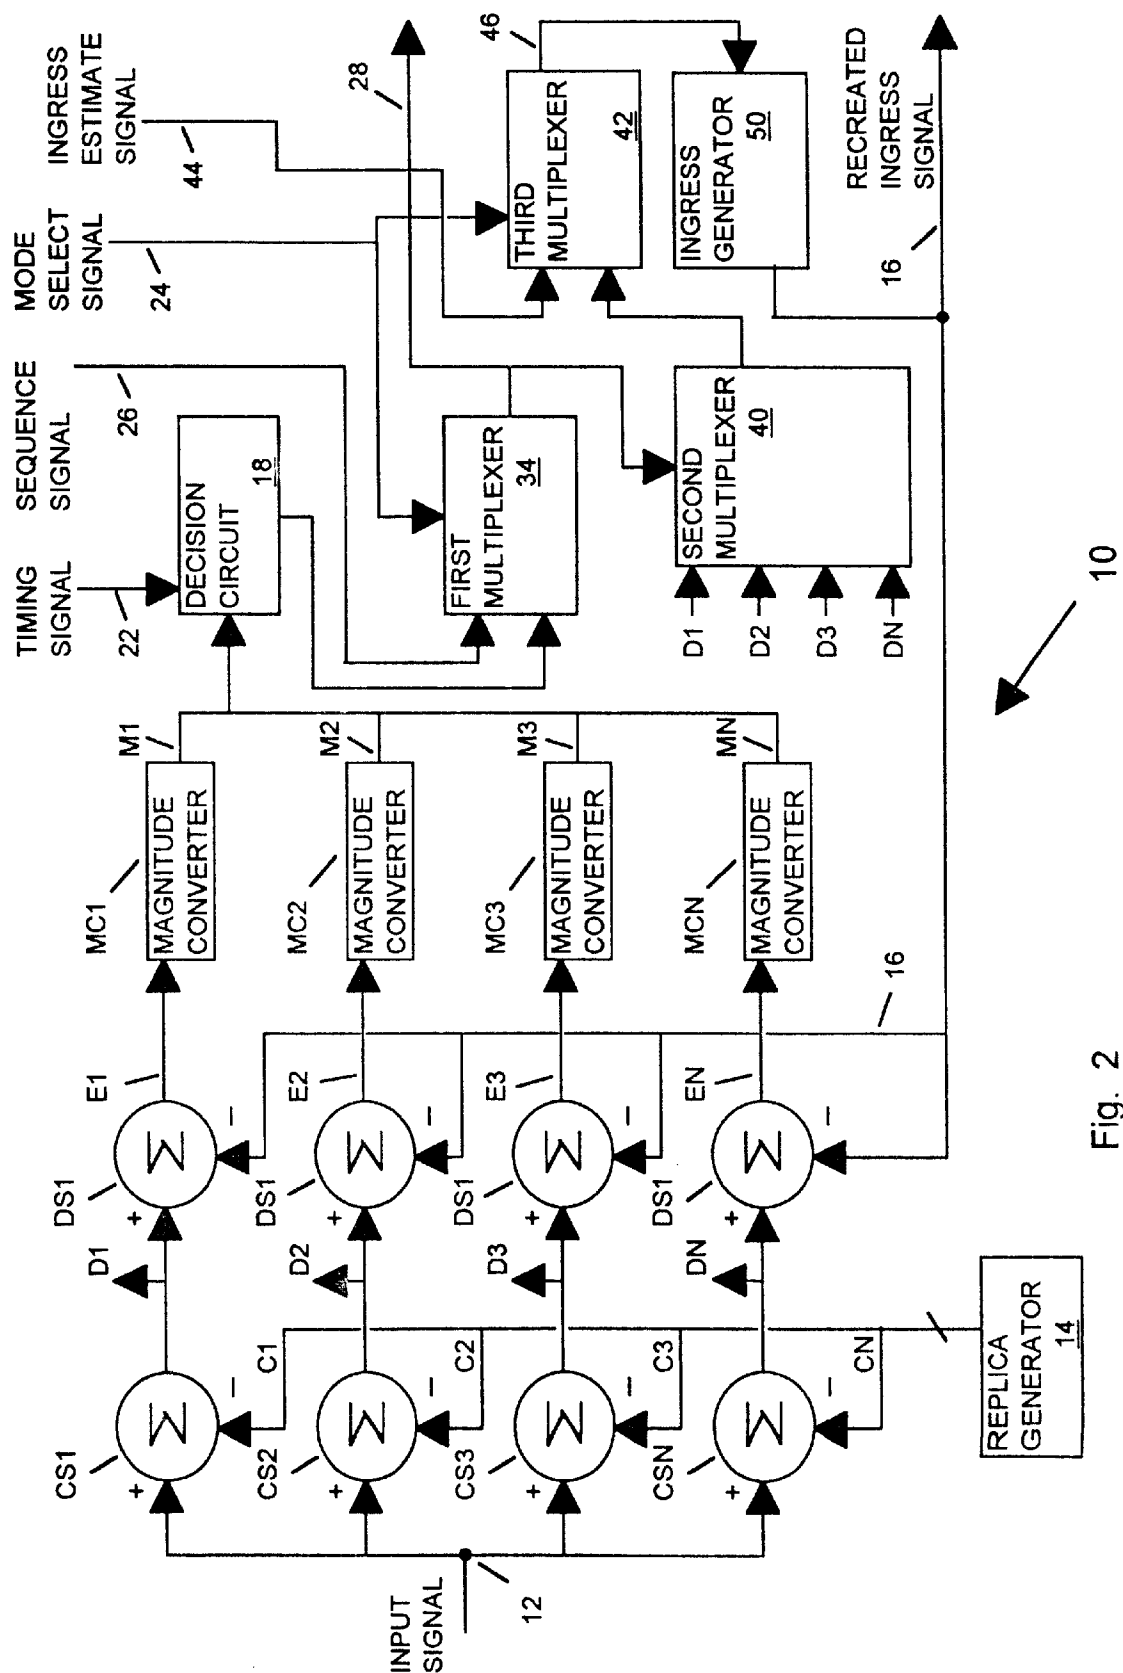 INPUT
SIGNAL
12
CS1
CS2
CS3
CSN
+
+
+
+
Σ
Σ
Σ
Σ
−
−
−
−
C1
C2
C3
CN
REPLICA
GENERATOR
14
D1
D2
D3
DN
DS1
DS1
DS1
DS1
+
+
+
+
Σ
Σ
Σ
Σ
−
−
−
−
E1
E2
E3
EN
16
MC1
MC2
MC3
MCN
MAGNITUDE
CONVERTER
MAGNITUDE
CONVERTER
MAGNITUDE
CONVERTER
MAGNITUDE
CONVERTER
M1
M2
M3
MN
TIMING
SIGNAL
22
DECISION
CIRCUIT
18
SEQUENCE
SIGNAL
26
MODE
SELECT
SIGNAL
24
INGRESS
ESTIMATE
SIGNAL
44
FIRST
MULTIPLEXER
34
28
D1
D2
D3
DN
SECOND
MULTIPLEXER
40
THIRD
MULTIPLEXER
42
46
INGRESS
GENERATOR
50
RECREATED
INGRESS
SIGNAL
16
10
Fig. 2